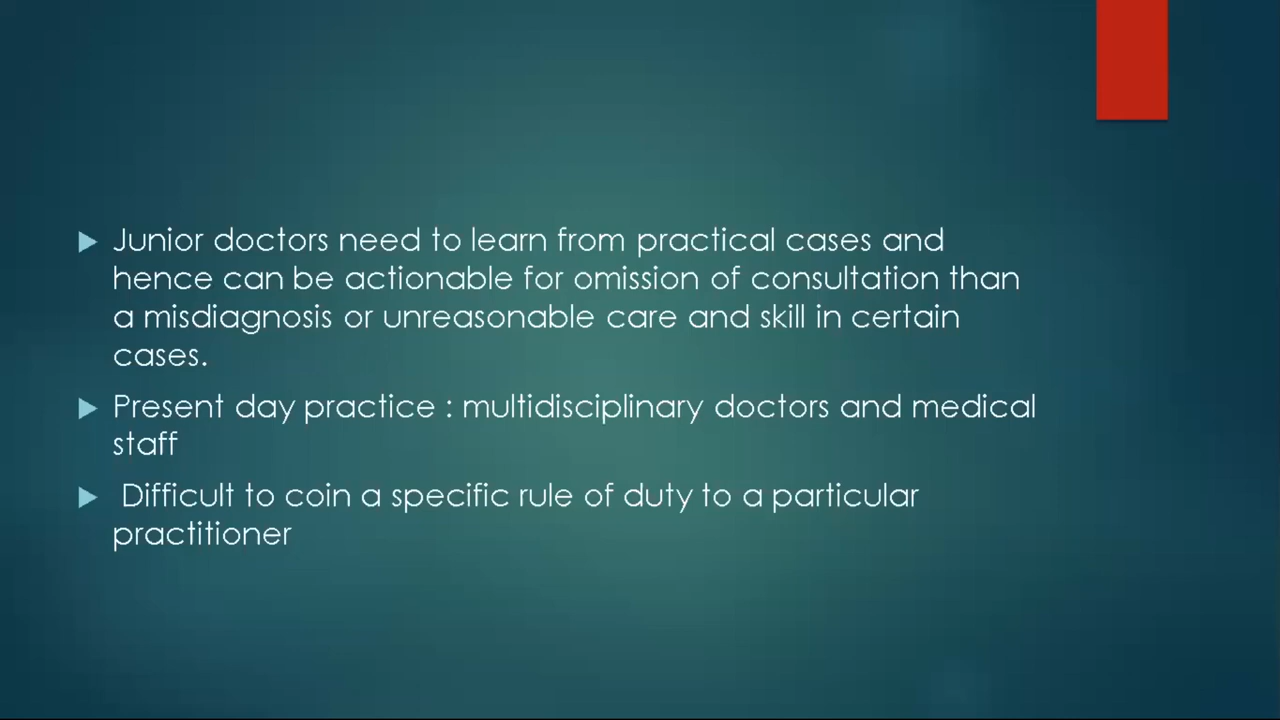 Junior doctors need to learn from practical cases and
hence can be actionable for omission of consultation than
a misdiagnosis or unreasonable care and skill in certain
cases.
Present day practice : multidisciplinary doctors and medical
staff
Difficult to coin a specific rule of duty to a particular
practitioner